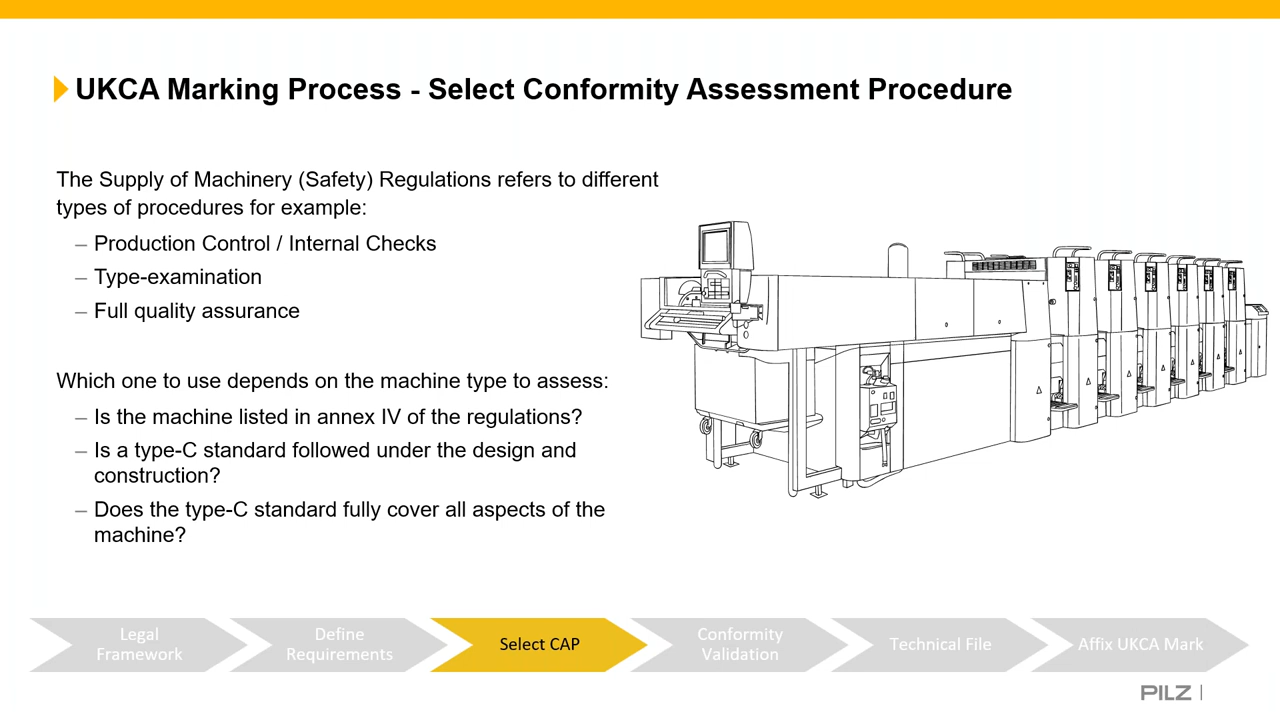 UKCA Marking Process - Select Conformity Assessment Procedure
The Supply of Machinery (Safety) Regulations refers to different
types of procedures for example:
– Production Control / Internal Checks
– Type-examination
– Full quality assurance
Which one to use depends on the machine type to assess:
– Is the machine listed in annex IV of the regulations?
– Is a type-C standard followed under the design and
construction?
– Does the type-C standard fully cover all aspects of the
machine?
Legal
Framework
Define
Requirements
Select CAP
Conformity
Validation
Technical File
Affix UKCA Mark
PILZ